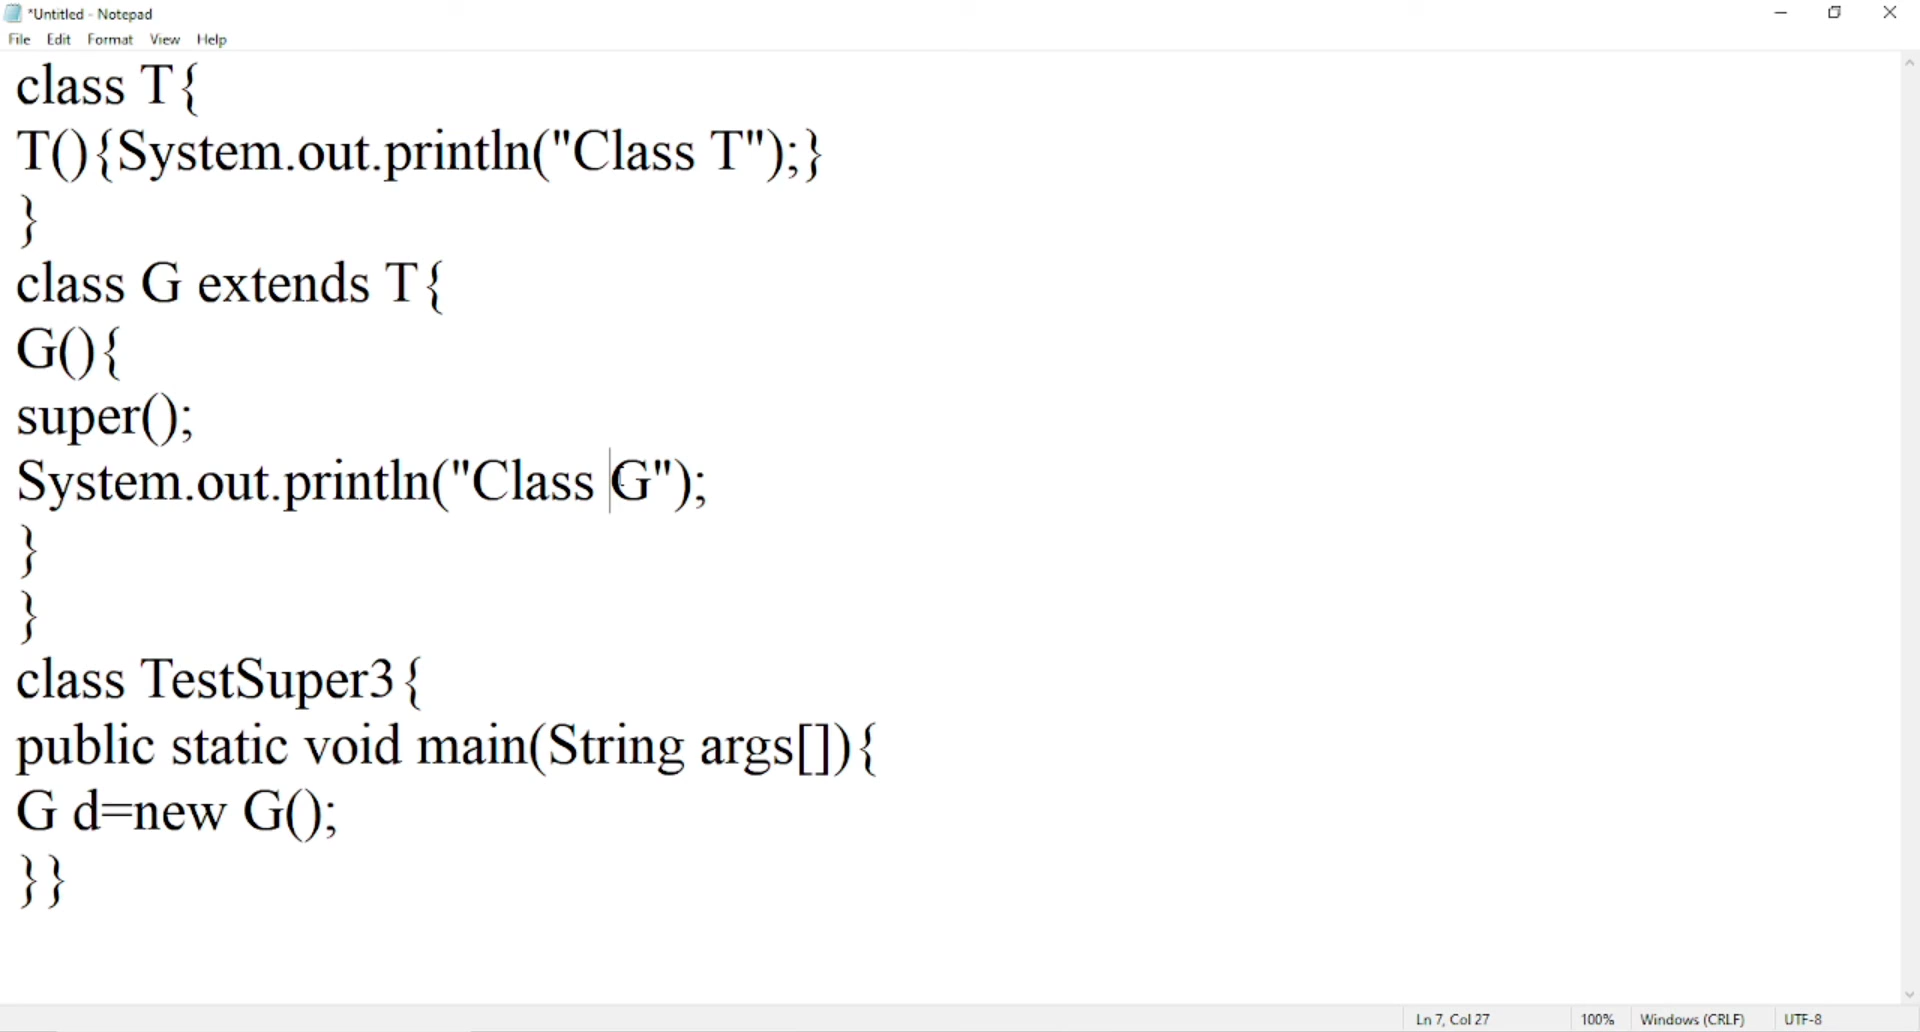 *Untitled - Notepad
File Edit Format View Help
class T{
T(){System.out.println("Class T");}
}
class G extends T{
G(){
super();
System.out.println("Class G");
}
}
class TestSuper3{
public static void main(String args[]){
G d=new G();
}}
Ln 7, Col 27 100% Windows (CRLF) UTF-8